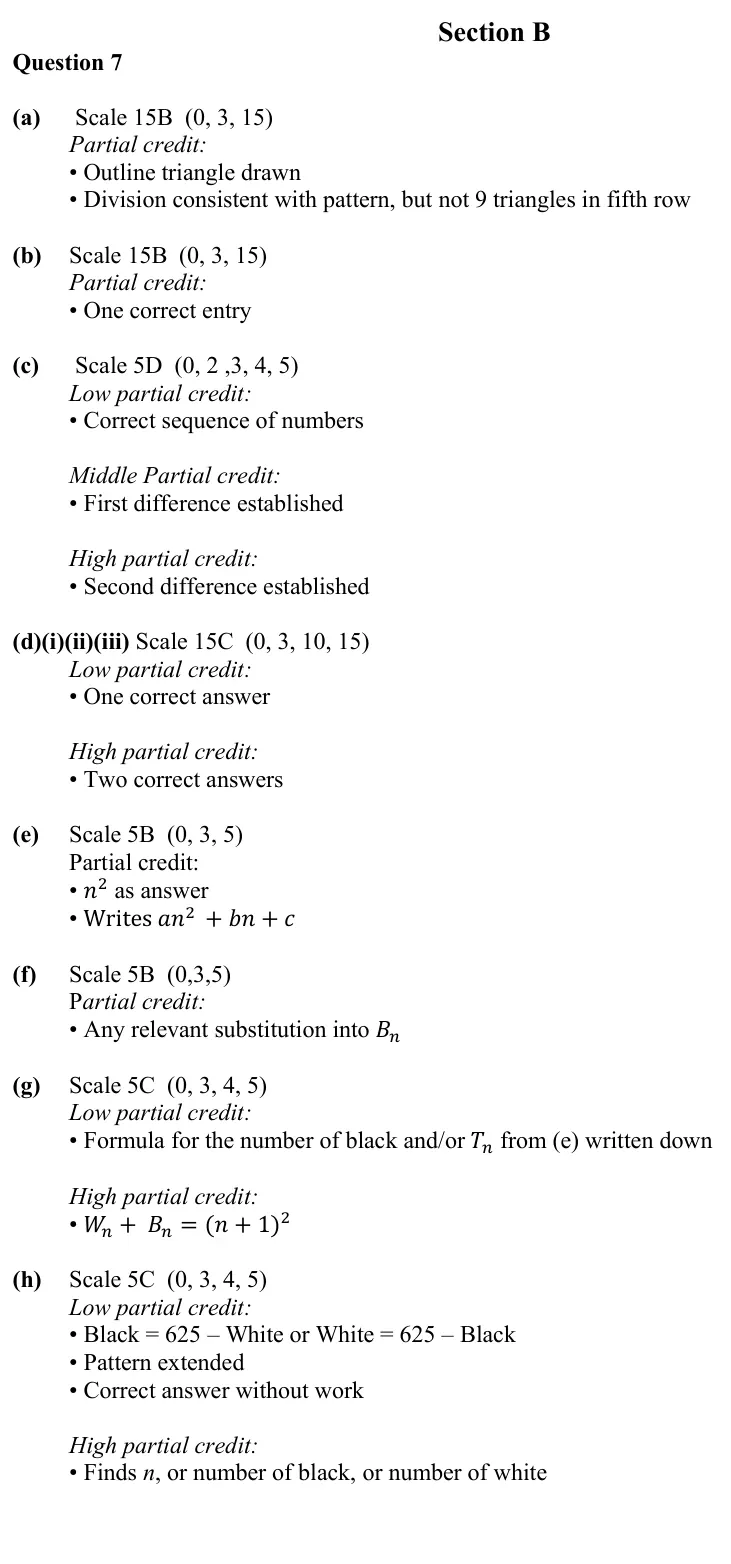 Section B
Question 7
(a) Scale 15B (0, 3, 15)
Partial credit:
• Outline triangle drawn
• Division consistent with pattern, but not 9 triangles in fifth row
(b) Scale 15B (0, 3, 15)
Partial credit:
• One correct entry
(c) Scale 5D (0, 2 ,3, 4, 5)
Low partial credit:
• Correct sequence of numbers
Middle Partial credit:
• First difference established
High partial credit:
• Second difference established
(d)(i)(ii)(iii) Scale 15C (0, 3, 10, 15)
Low partial credit:
• One correct answer
High partial credit:
• Two correct answers
(e) Scale 5B (0, 3, 5)
Partial credit:
• n² as answer
• Writes an² + bn + c
(f) Scale 5B (0,3,5)
Partial credit:
• Any relevant substitution into Bₙ
(g) Scale 5C (0, 3, 4, 5)
Low partial credit:
• Formula for the number of black and/or Tₙ from (e) written down
High partial credit:
• Wₙ + Bₙ = (n + 1)²
(h) Scale 5C (0, 3, 4, 5)
Low partial credit:
• Black = 625 – White or White = 625 – Black
• Pattern extended
• Correct answer without work
High partial credit:
• Finds n, or number of black, or number of white